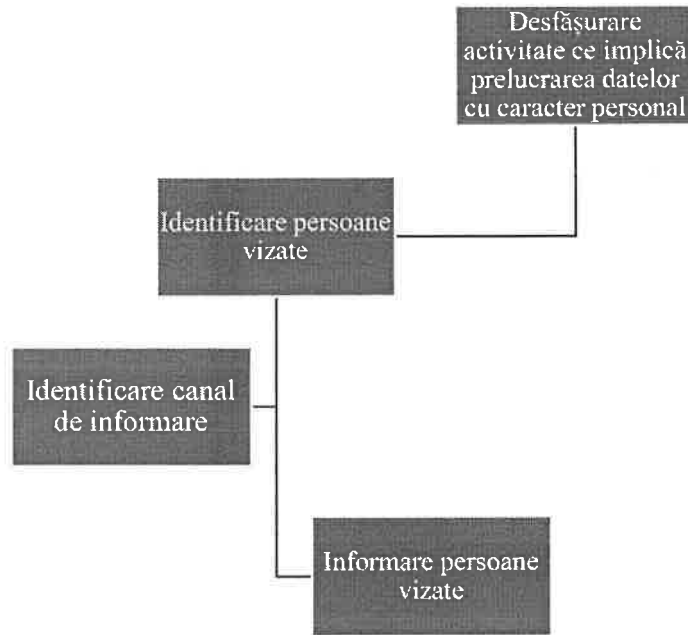 Desfășurare
activitate ce implică
prelucrarea datelor
cu caracter personal
Identificare persoane
vizate
Identificare canal
de informare
Informare persoane
vizate